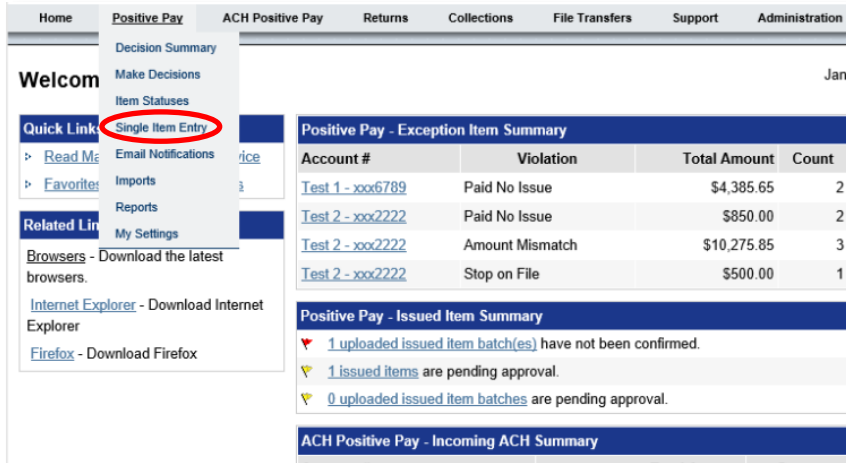 Home Positive Pay ACH Positive Pay Returns Collections File Transfers Support Administration
Decision Summary
Make Decisions
Item Statuses
Single Item Entry
Email Notifications
Imports
Reports
My Settings
Welcom
Jan
Quick Link
Read Ma
Favorites
Related Lin
Browsers - Download the latest
browsers.
Internet Explorer - Download Internet
Explorer
Firefox - Download Firefox
Positive Pay - Exception Item Summary
Account # Violation Total Amount Count
Test 1 - xxx6789 Paid No Issue $4,385.65 2
Test 2 - xxx2222 Paid No Issue $850.00 2
Test 2 - xxx2222 Amount Mismatch $10,275.85 3
Test 2 - xxx2222 Stop on File $500.00 1
Positive Pay - Issued Item Summary
1 uploaded issued item batch(es) have not been confirmed.
1 issued items are pending approval.
0 uploaded issued item batches are pending approval.
ACH Positive Pay - Incoming ACH Summary